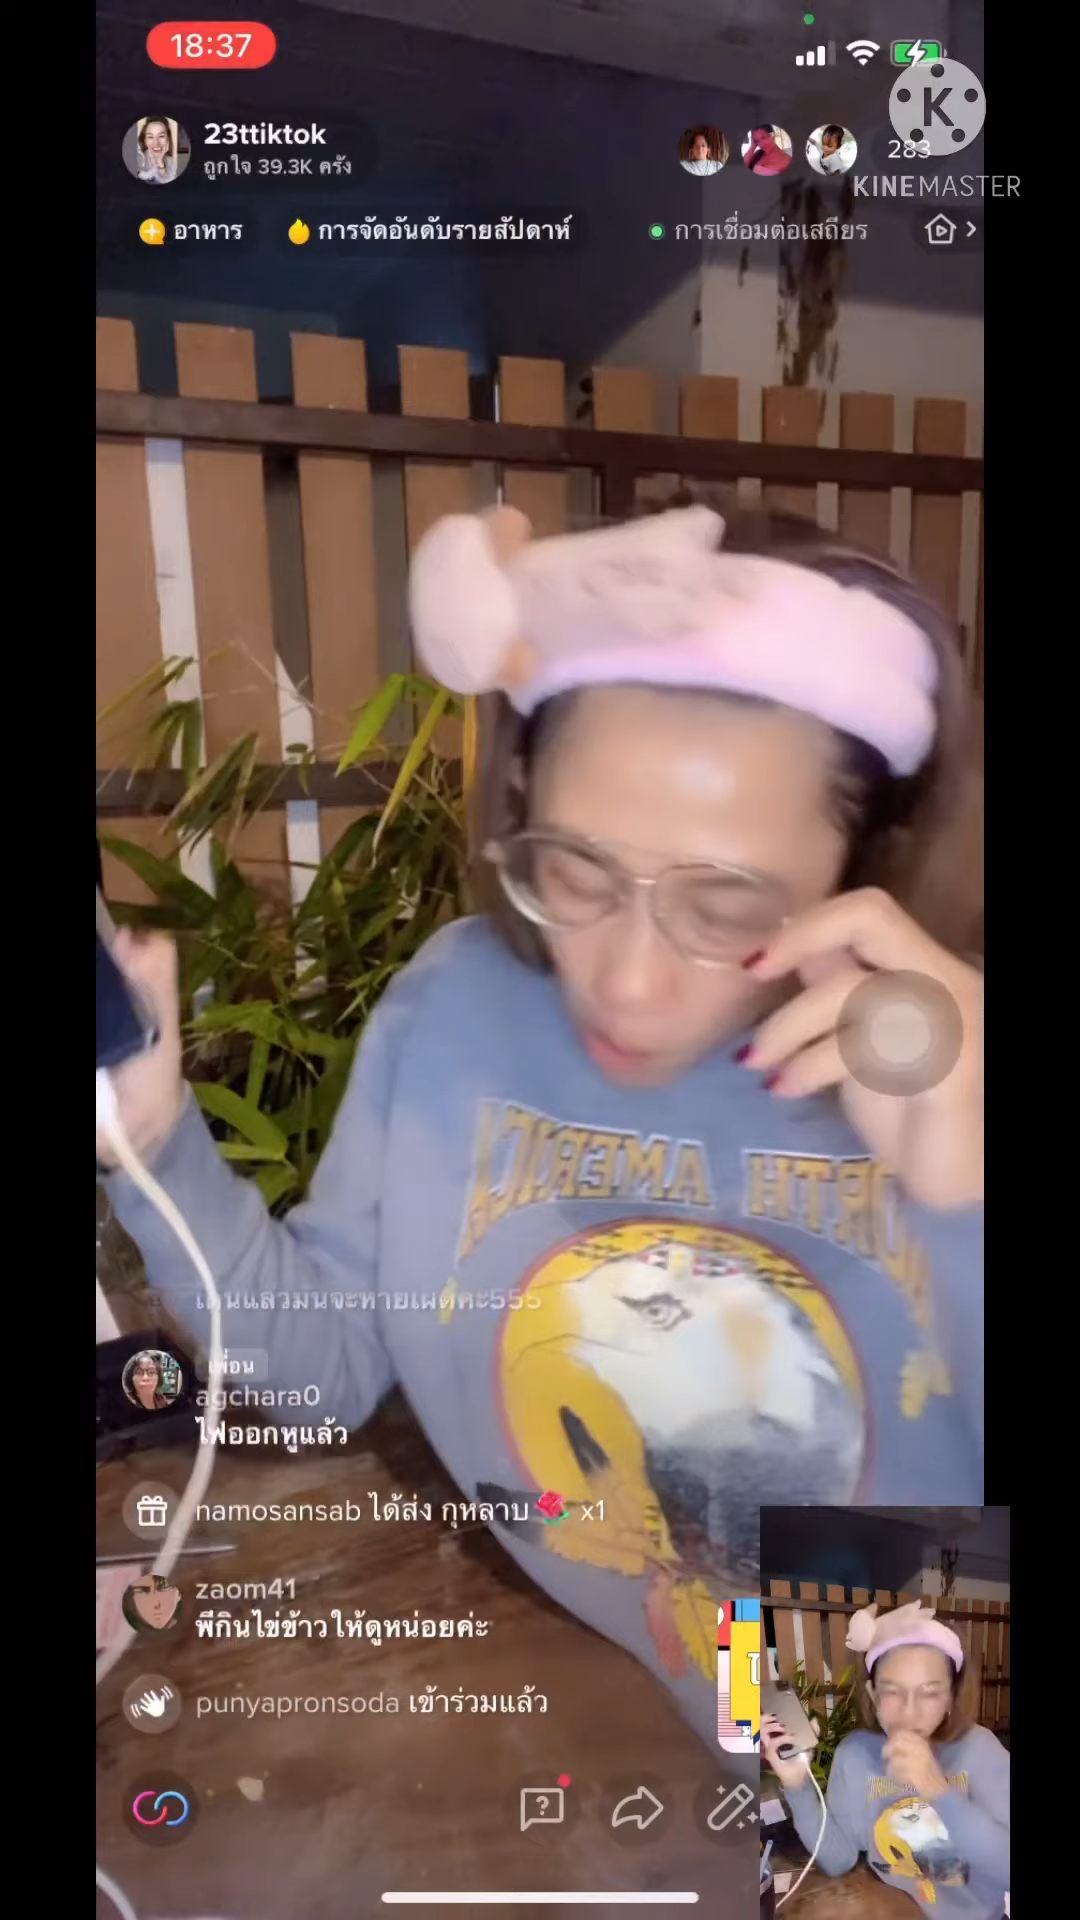 18:37
23ttiktok
ถูกใจ 39.3K ครั้ง
283
KINEMASTER
อาหาร
การจัดอันดับรายสัปดาห์
การเชื่อมต่อเสถียร
NORTH AMERICA
เพื่อน
agchara0
ไฟออกหูแล้ว
namosansab ได้ส่ง กุหลาบ x1
zaom41
พี่กินไข่ข้าวให้ดูหน่อยค่ะ
punyapronsoda เข้าร่วมแล้ว